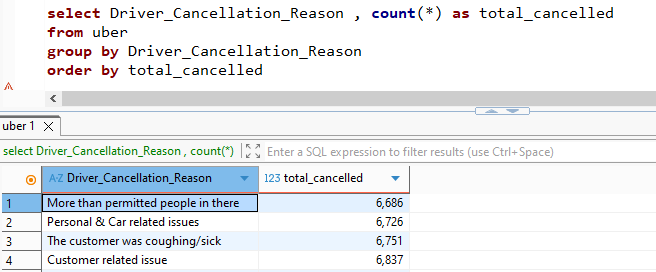 select Driver_Cancellation_Reason , count(*) as total_cancelled
from uber
group by Driver_Cancellation_Reason
order by total_cancelled
uber 1
select Driver_Cancellation_Reason , count(*)
Enter a SQL expression to filter results (use Ctrl+Space)
A-Z Driver_Cancellation_Reason 123 total_cancelled
1 More than permitted people in there 6,686
2 Personal & Car related issues 6,726
3 The customer was coughing/sick 6,751
4 Customer related issue 6,837